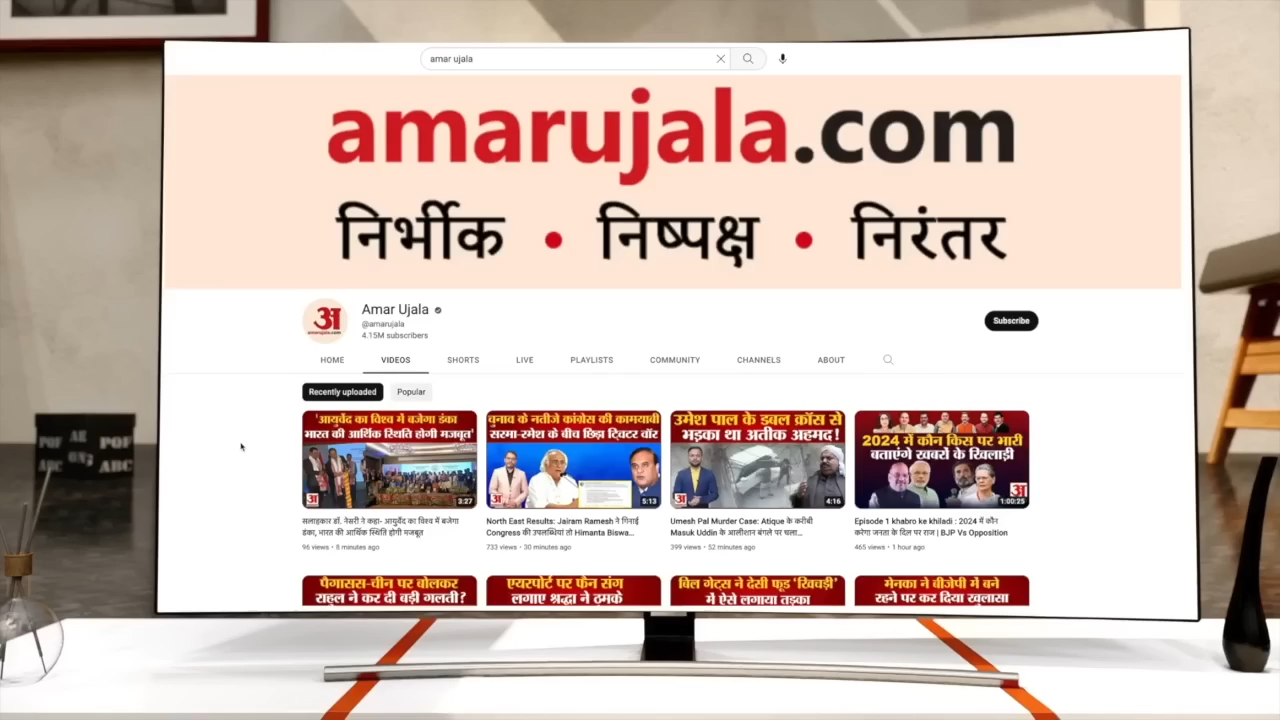 amar ujala
amarujala.com
निर्भीक • निष्पक्ष • निरंतर
अ
amarujala.com
Amar Ujala
@amarujala
4.15M subscribers
Subscribe
HOME VIDEOS SHORTS LIVE PLAYLISTS COMMUNITY CHANNELS ABOUT
Recently uploaded Popular
'आयुर्वेद का विश्व में बजेगा डंका
भारत की आर्थिक स्थिति होगी मजबूत'
अ
3:27
सलाहकार डॉ. नेसरी ने कहा- आयुर्वेद का विश्व में बजेगा
डंका, भारत की आर्थिक स्थिति होगी मजबूत
96 views • 8 minutes ago
चुनाव के नतीजे कांग्रेस की कामयाबी
सरमा-रमेश के बीच छिड़ा ट्विटर वॉर
अ
5:13
North East Results: Jairam Ramesh ने गिनाई
Congress की उपलब्धियां तो Himanta Biswa...
733 views • 30 minutes ago
उमेश पाल के डबल क्रॉस से
भड़का था अतीक अहमद!
अ
4:16
Umesh Pal Murder Case: Atique के करीबी
Masuk Uddin के आलीशान बंगले पर चला...
399 views • 52 minutes ago
2024 में कौन किस पर भारी
बताएंगे खबरों के खिलाड़ी
अ
1:00:25
Episode 1 khabro ke khiladi : 2024 में कौन
करेगा जनता के दिल पर राज | BJP Vs Opposition
465 views • 1 hour ago
पैगासस-चीन पर बोलकर
राहुल ने कर दी बड़ी गलती?
एयरपोर्ट पर फैन संग
लगाए श्रद्धा ने ठुमके
बिल गेट्स ने देसी फूड 'खिचड़ी'
में ऐसे लगाया तड़का
मेनका ने बीजेपी में बने
रहने पर कर दिया खुलासा